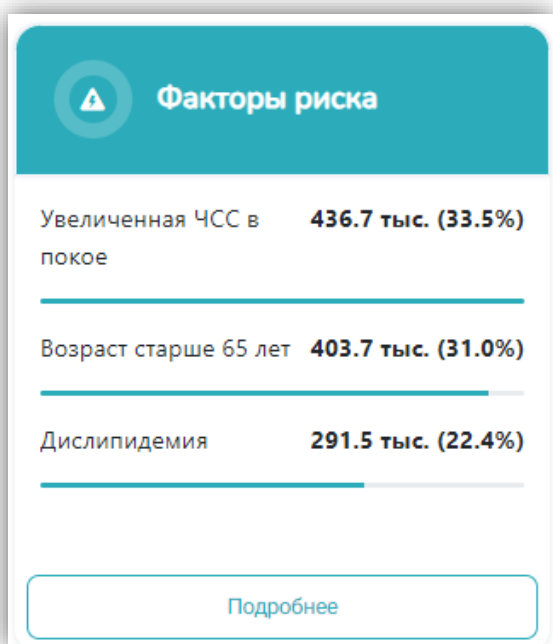 Факторы риска
Увеличенная ЧСС в 436.7 тыс. (33.5%)
покое
Возраст старше 65 лет 403.7 тыс. (31.0%)
Дислипидемия 291.5 тыс. (22.4%)
Подробнее